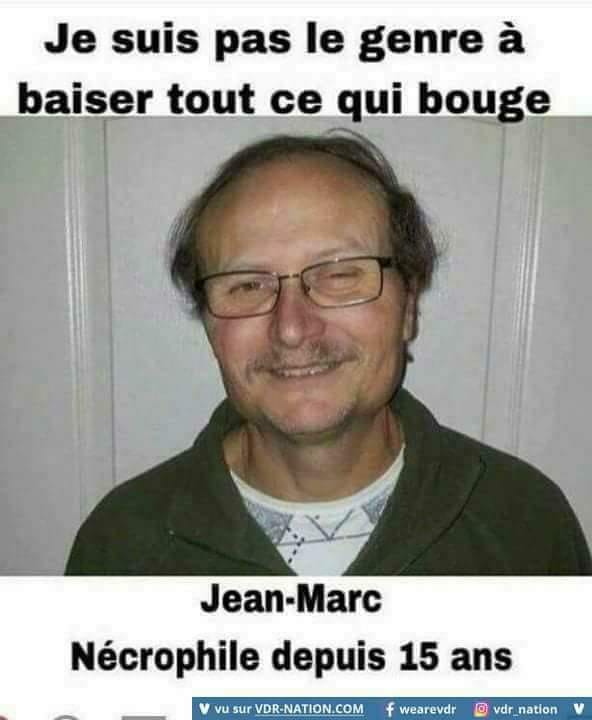 Je suis pas le genre à
baiser tout ce qui bouge
Jean-Marc
Nécrophile depuis 15 ans
vu sur VDR-NATION.COM wearevdr vdr_nation